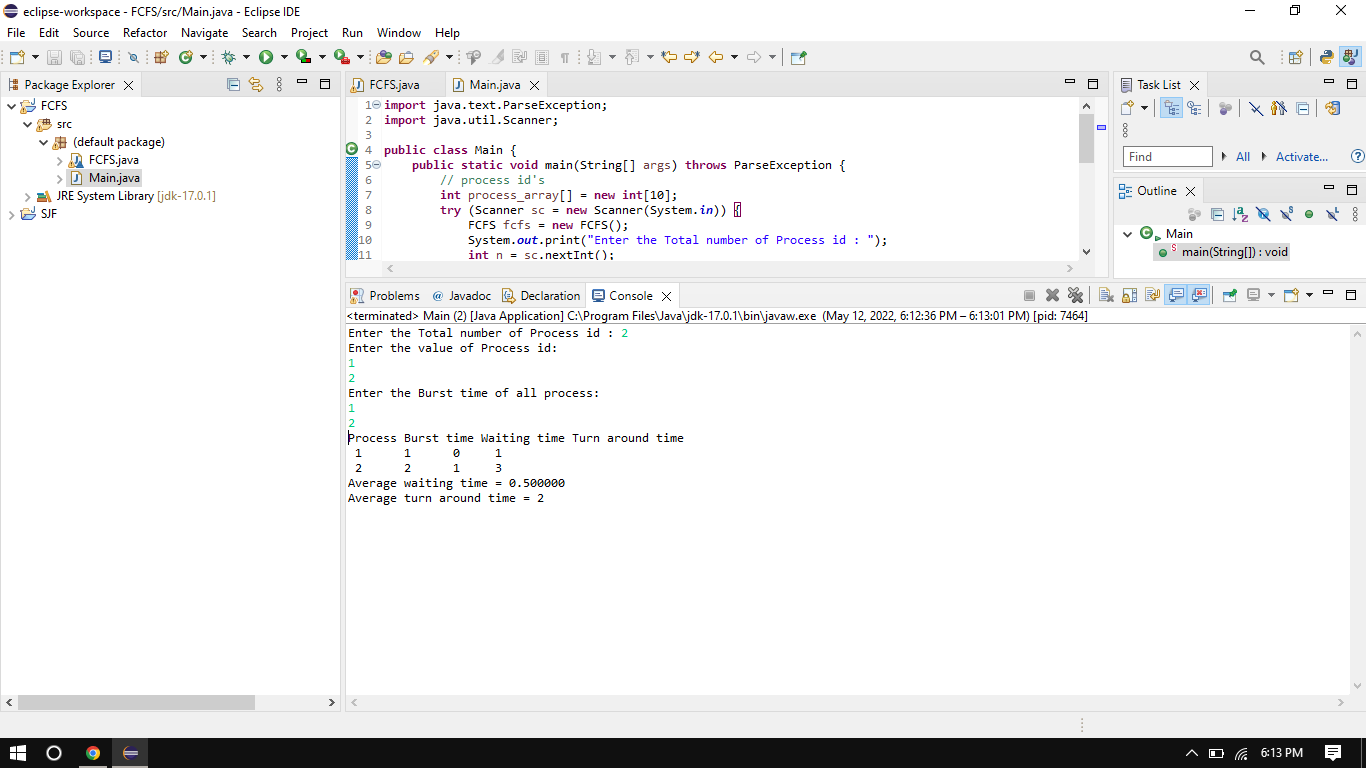 eclipse-workspace - FCFS/src/Main.java - Eclipse IDE
File Edit Source Refactor Navigate Search Project Run Window Help
Package Explorer
FCFS
src
(default package)
FCFS.java
Main.java
JRE System Library [jdk-17.0.1]
SJF
FCFS.java Main.java
1 import java.text.ParseException;
2 import java.util.Scanner;
3
4 public class Main {
5 public static void main(String[] args) throws ParseException {
6 // process id's
7 int process_array[] = new int[10];
8 try (Scanner sc = new Scanner(System.in)) {
9 FCFS fcfs = new FCFS();
10 System.out.print("Enter the Total number of Process id : ");
11 int n = sc.nextInt();
Task List
Find All Activate...
Outline
Main
main(String[]) : void
Problems Javadoc Declaration Console
<terminated> Main (2) [Java Application] C:\Program Files\Java\jdk-17.0.1\bin\javaw.exe (May 12, 2022, 6:12:36 PM – 6:13:01 PM) [pid: 7464]
Enter the Total number of Process id : 2
Enter the value of Process id:
1
2
Enter the Burst time of all process:
1
2
Process Burst time Waiting time Turn around time
1 1 0 1
2 2 1 3
Average waiting time = 0.500000
Average turn around time = 2
6:13 PM